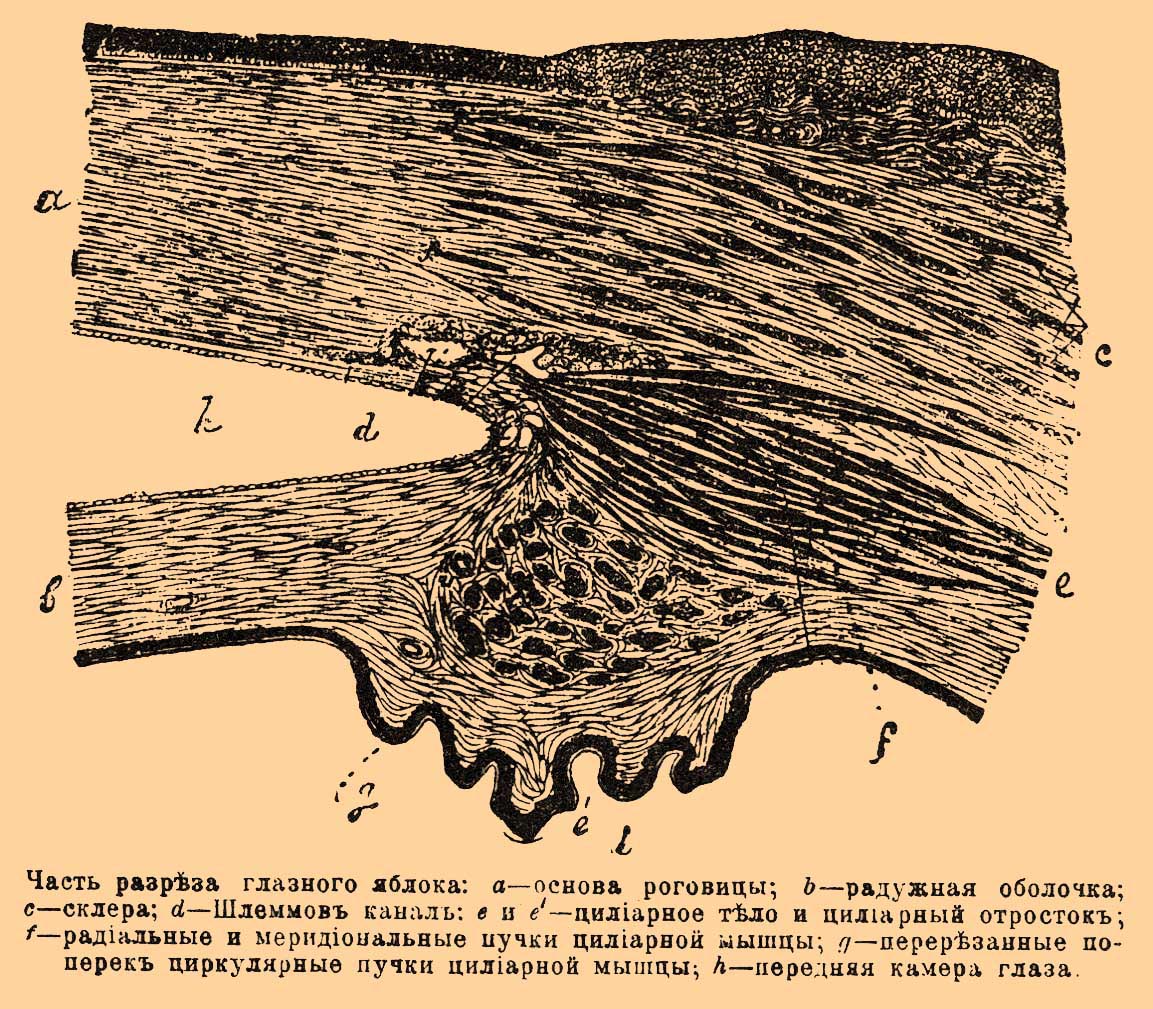 a
c
h
d
b
e
f
g
é
l
Часть разрѣза глазного яблока: a—основа роговицы; b—радужная оболочка;
c—склера; d—Шлеммовъ каналъ: e и e'—циліарное тѣло и циліарный отростокъ;
f—радіальные и меридіональные пучки циліарной мышцы; g—перерѣзанные по-
перекъ циркулярные пучки циліарной мышцы; h—передняя камера глаза.